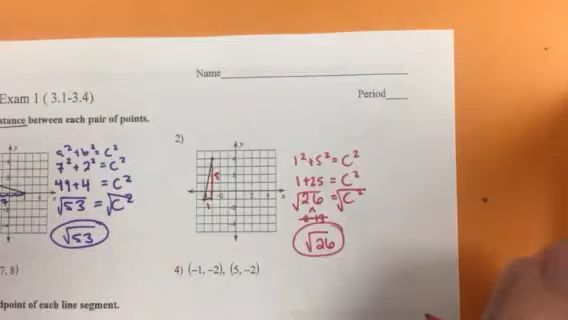 Name
Exam 1 ( 3.1-3.4)
Period
stance between each pair of points.
a²+b²=c²
7²+2²=c²
49+4 = c²
√53 = √c²
√53
7
2)
y
x
5
1
1²+5²=c²
1+25=c²
√26=√c²
√26
7, 8)
4) (−1, −2), (5, −2)
dpoint of each line segment.